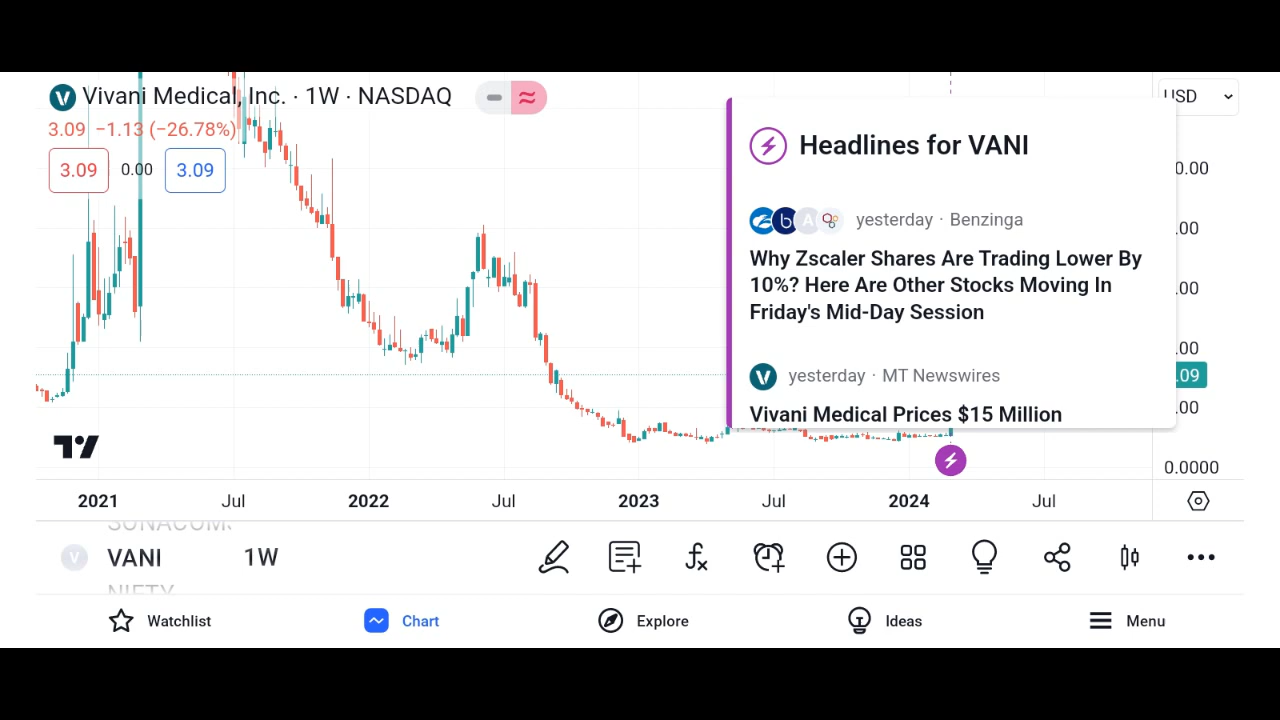 Vivani Medical, Inc. · 1W · NASDAQ
USD
3.09 −1.13 (−26.78%)
3.09 0.00 3.09
Headlines for VANI
yesterday · Benzinga
Why Zscaler Shares Are Trading Lower By
10%? Here Are Other Stocks Moving In
Friday's Mid-Day Session
yesterday · MT Newswires
Vivani Medical Prices $15 Million
0.00
.00
.00
.00
.09
.00
0.0000
2021 Jul 2022 Jul 2023 Jul 2024 Jul
VANI 1W
NIFTY
Watchlist Chart Explore Ideas Menu